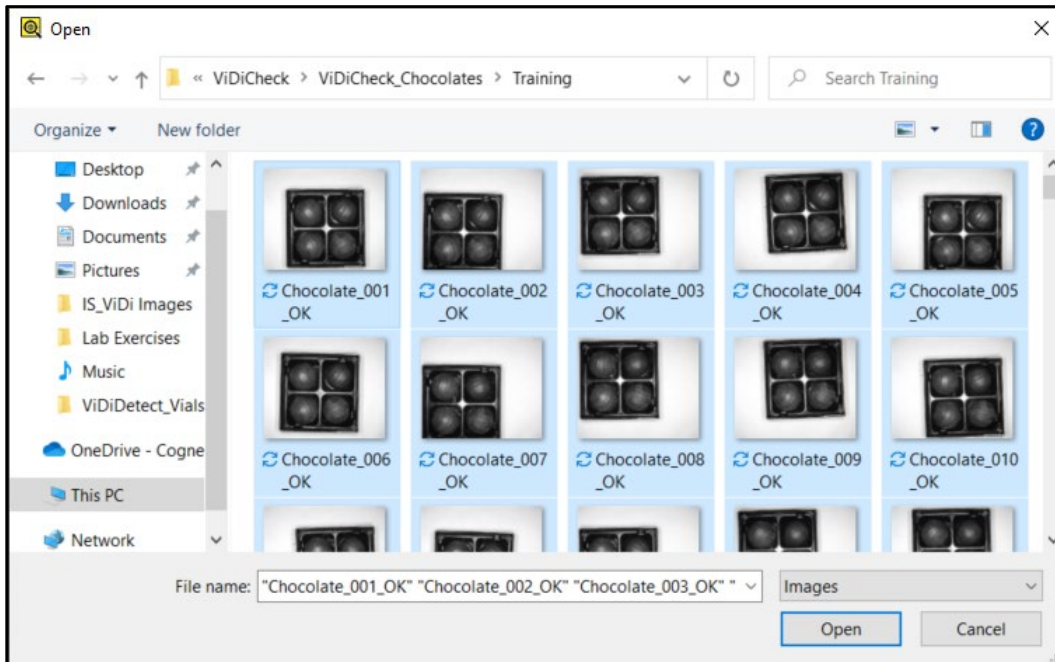 Open
« ViDiCheck > ViDiCheck_Chocolates > Training
Search Training
Organize
New folder
?
Desktop
Downloads
Documents
Pictures
IS_ViDi Images
Lab Exercises
Music
ViDiDetect_Vials
OneDrive - Cogne
This PC
Network
Chocolate_001
_OK
Chocolate_002
_OK
Chocolate_003
_OK
Chocolate_004
_OK
Chocolate_005
_OK
Chocolate_006
_OK
Chocolate_007
_OK
Chocolate_008
_OK
Chocolate_009
_OK
Chocolate_010
_OK
File name: "Chocolate_001_OK" "Chocolate_002_OK" "Chocolate_003_OK" "
Images
Open
Cancel